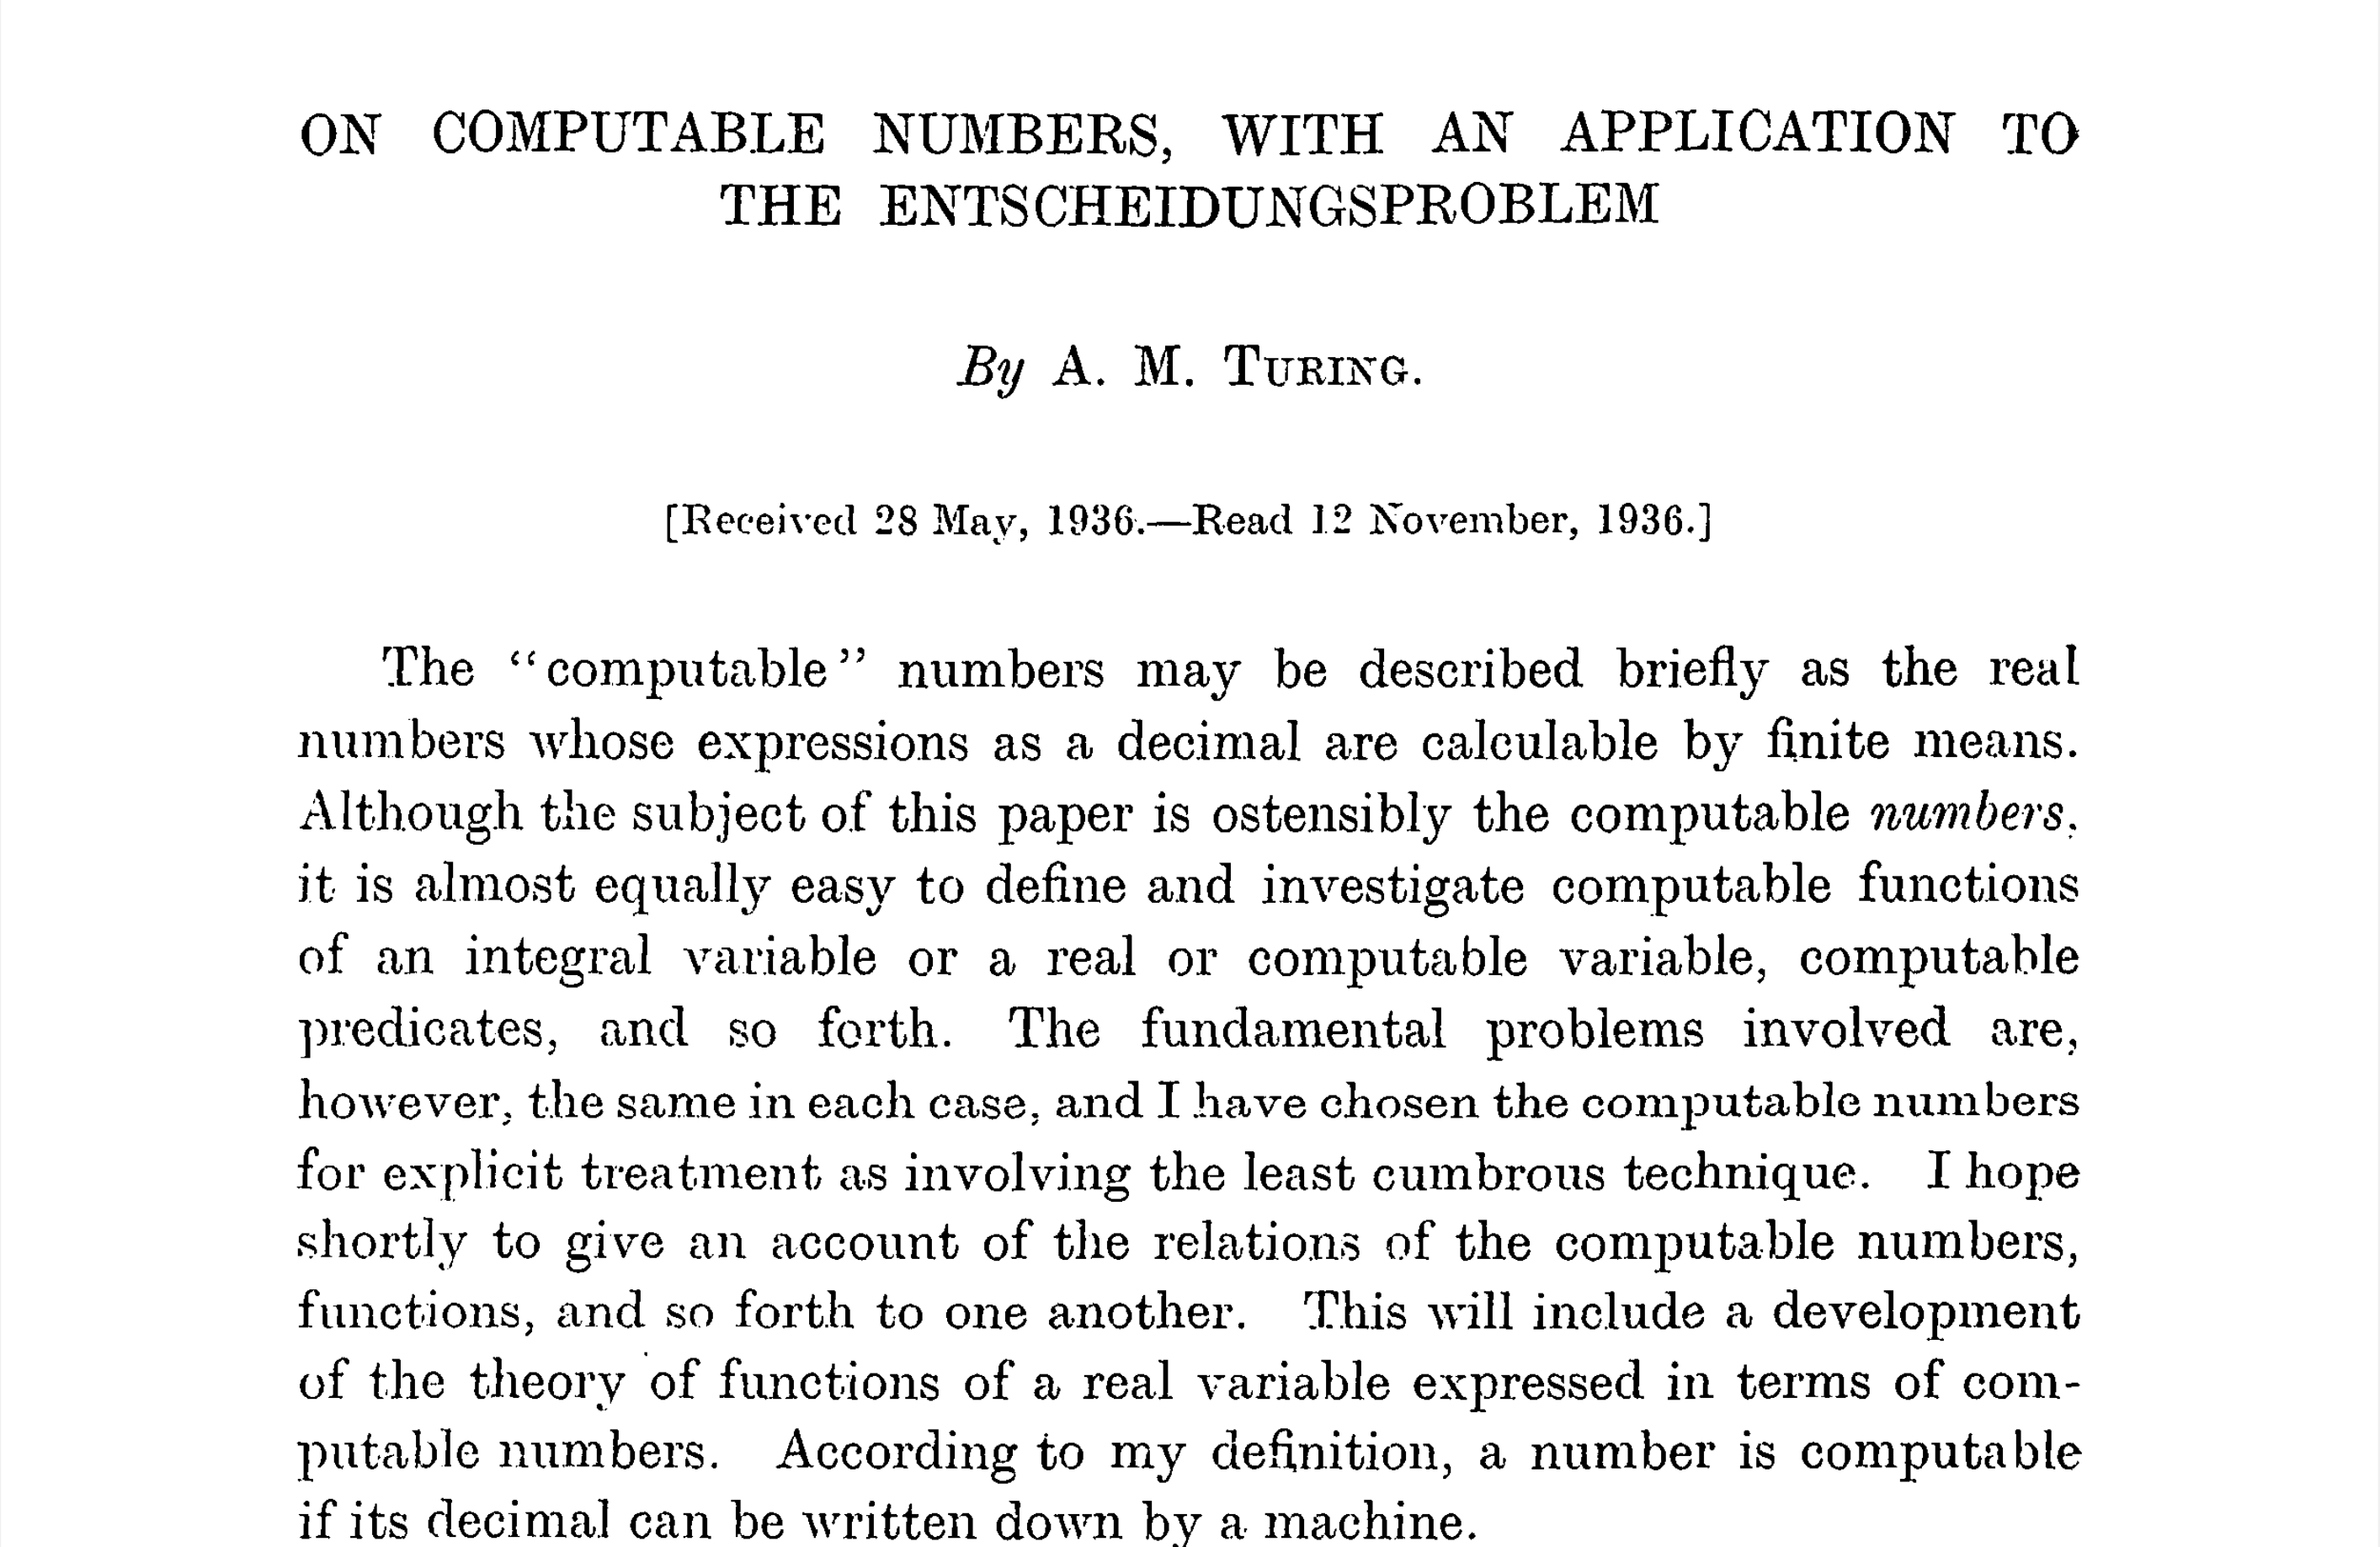 ON COMPUTABLE NUMBERS, WITH AN APPLICATION TO
THE ENTSCHEIDUNGSPROBLEM
By A. M. TURING.
[Received 28 May, 1936.—Read 12 November, 1936.]
The “computable” numbers may be described briefly as the real
numbers whose expressions as a decimal are calculable by finite means.
Although the subject of this paper is ostensibly the computable numbers,
it is almost equally easy to define and investigate computable functions
of an integral variable or a real or computable variable, computable
predicates, and so forth. The fundamental problems involved are,
however, the same in each case, and I have chosen the computable numbers
for explicit treatment as involving the least cumbrous technique. I hope
shortly to give an account of the relations of the computable numbers,
functions, and so forth to one another. This will include a development
of the theory of functions of a real variable expressed in terms of com-
putable numbers. According to my definition, a number is computable
if its decimal can be written down by a machine.